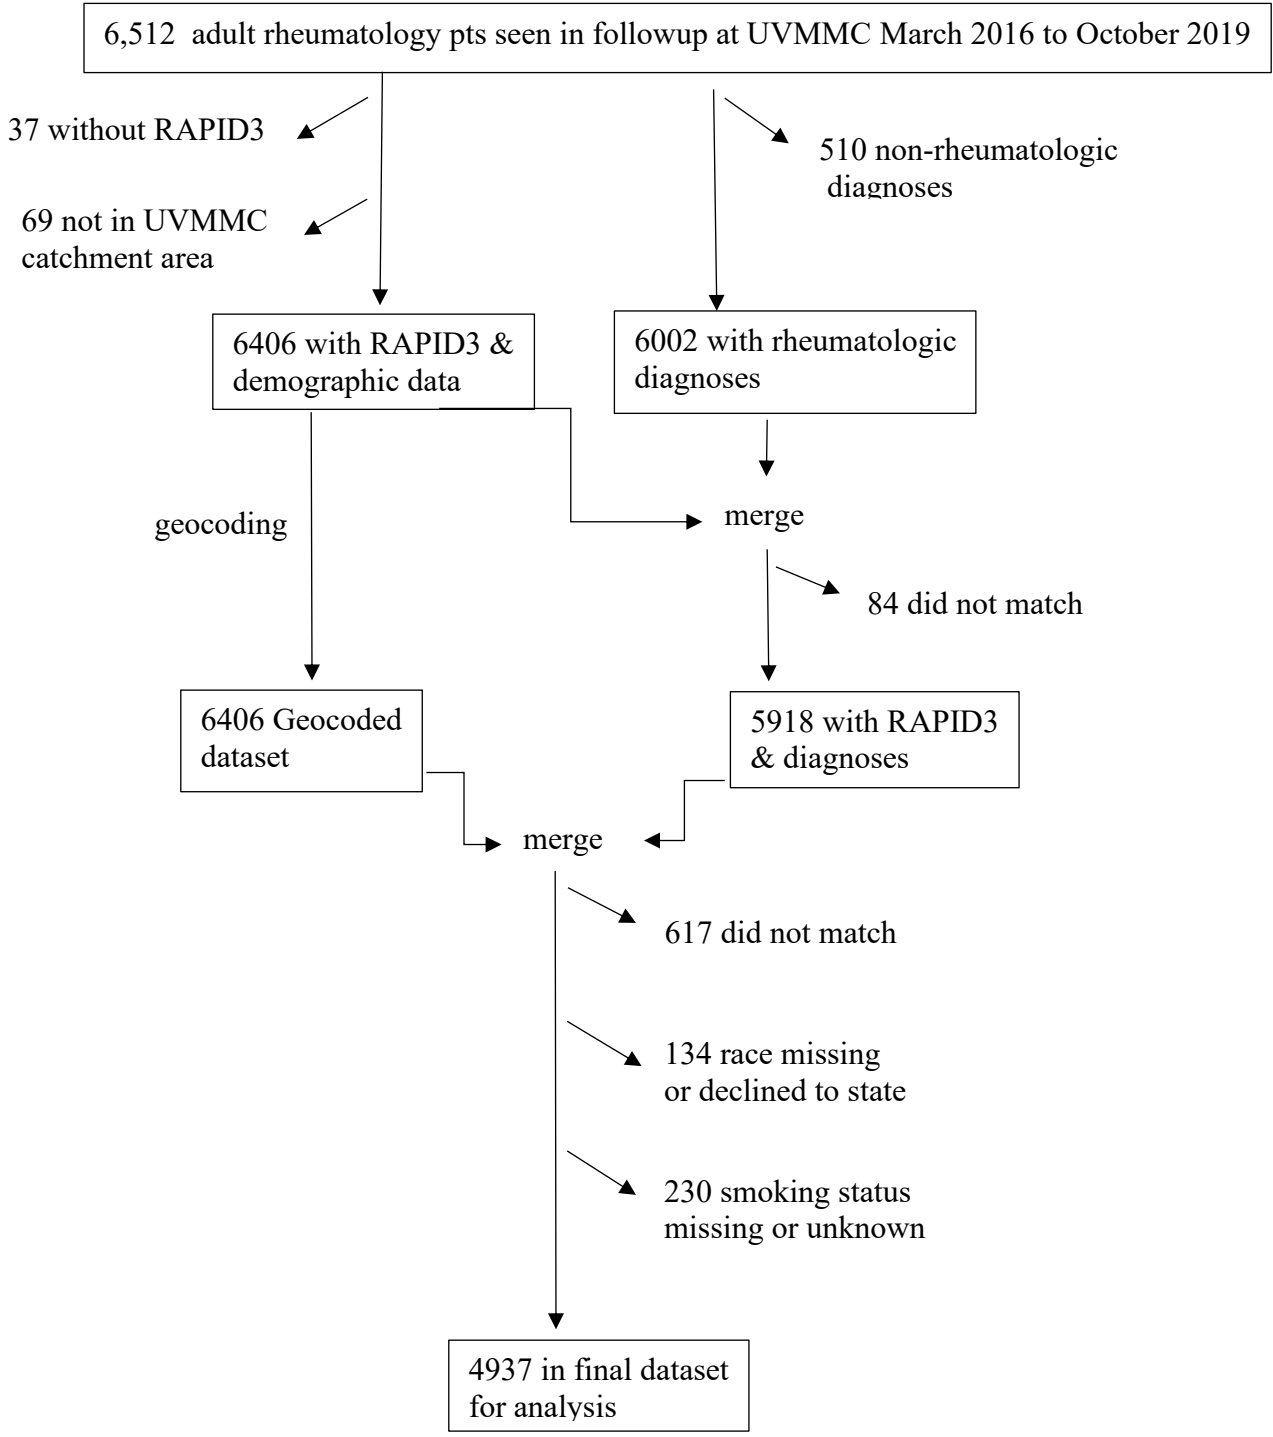 6,512 adult rheumatology pts seen in followup at UVMMC March 2016 to October 2019
37 without RAPID3
510 non-rheumatologic
diagnoses
69 not in UVMMC
catchment area
6406 with RAPID3 &
demographic data
6002 with rheumatologic
diagnoses
geocoding
merge
84 did not match
6406 Geocoded
dataset
5918 with RAPID3
& diagnoses
merge
617 did not match
134 race missing
or declined to state
230 smoking status
missing or unknown
4937 in final dataset
for analysis